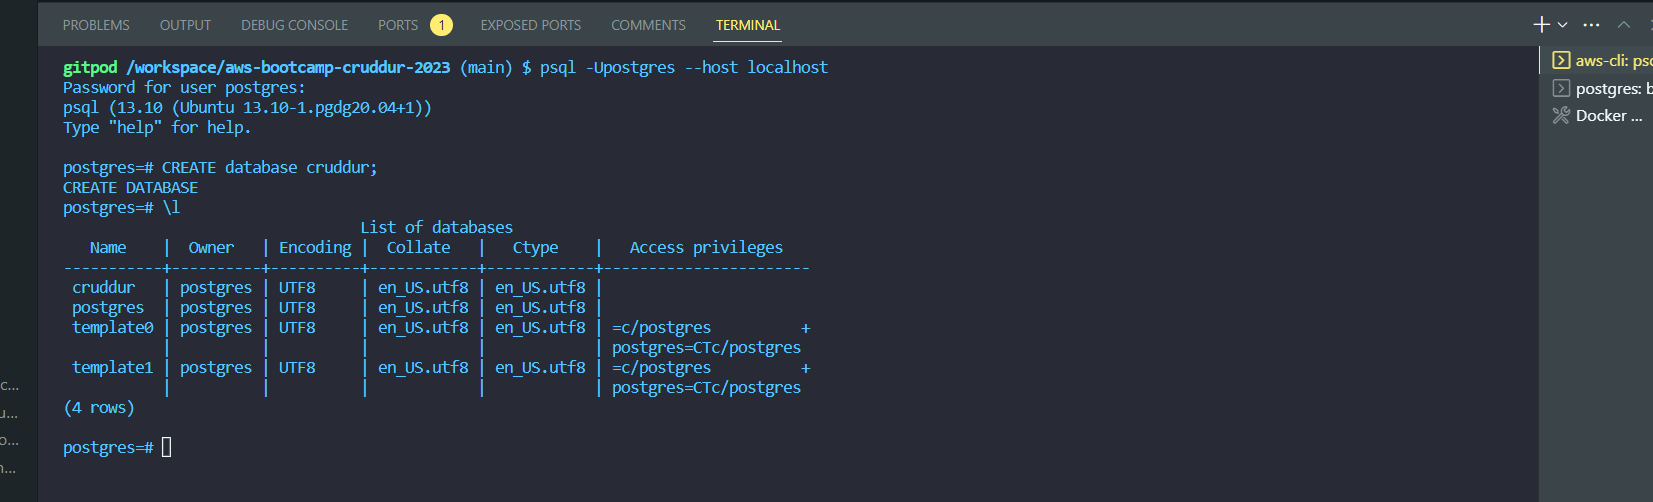 PROBLEMS OUTPUT DEBUG CONSOLE PORTS 1 EXPOSED PORTS COMMENTS TERMINAL
gitpod /workspace/aws-bootcamp-cruddur-2023 (main) $ psql -Upostgres --host localhost
Password for user postgres:
psql (13.10 (Ubuntu 13.10-1.pgdg20.04+1))
Type "help" for help.
postgres=# CREATE database cruddur;
CREATE DATABASE
postgres=# \l
List of databases
Name | Owner | Encoding | Collate | Ctype | Access privileges
-----------+----------+----------+------------+------------+-----------------------
cruddur | postgres | UTF8 | en_US.utf8 | en_US.utf8 |
postgres | postgres | UTF8 | en_US.utf8 | en_US.utf8 |
template0 | postgres | UTF8 | en_US.utf8 | en_US.utf8 | =c/postgres +
| | | | | postgres=CTc/postgres
template1 | postgres | UTF8 | en_US.utf8 | en_US.utf8 | =c/postgres +
| | | | | postgres=CTc/postgres
(4 rows)
postgres=#
aws-cli: psq
postgres: b
Docker ...
c...
u...
o...
n...